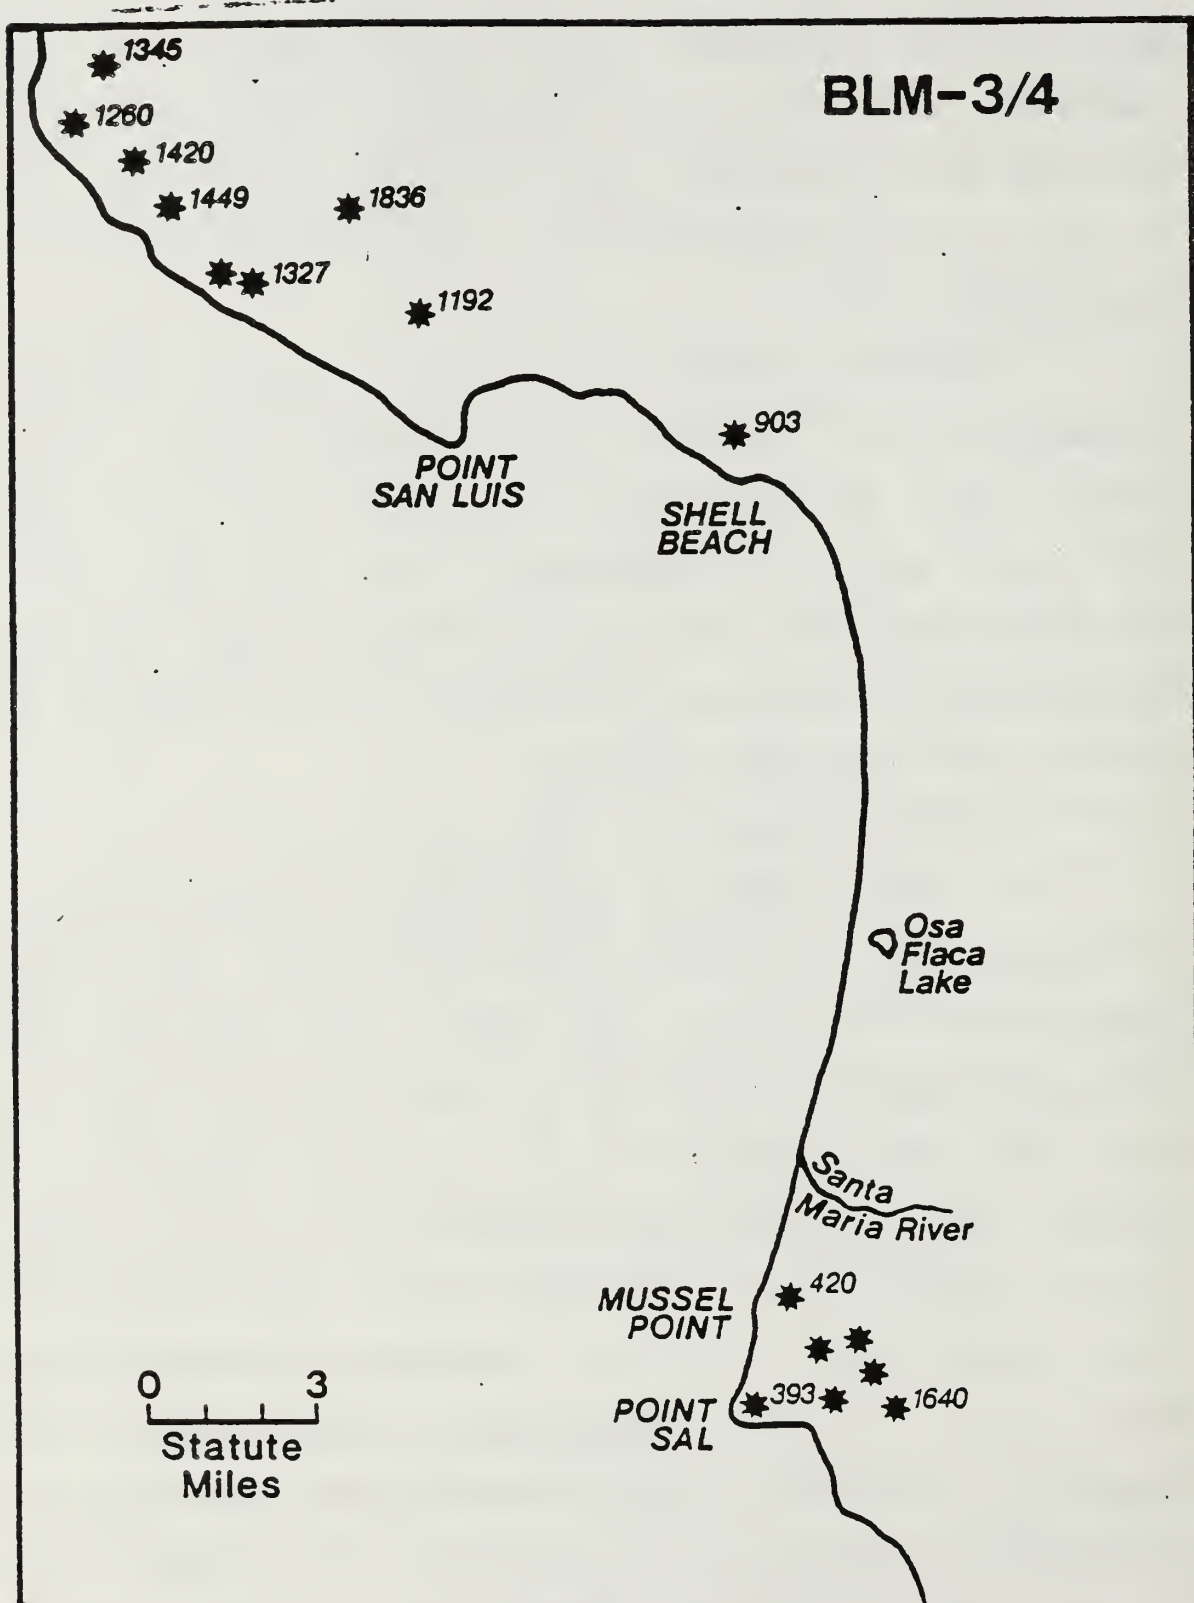 BLM-3/4
1345
1260
1420
1449
1836
1327
1192
903
POINT
SAN LUIS
SHELL
BEACH
Osa
Flaca
Lake
Santa
Maria River
420
MUSSEL
POINT
393
1640
POINT
SAL
0 3
Statute
Miles